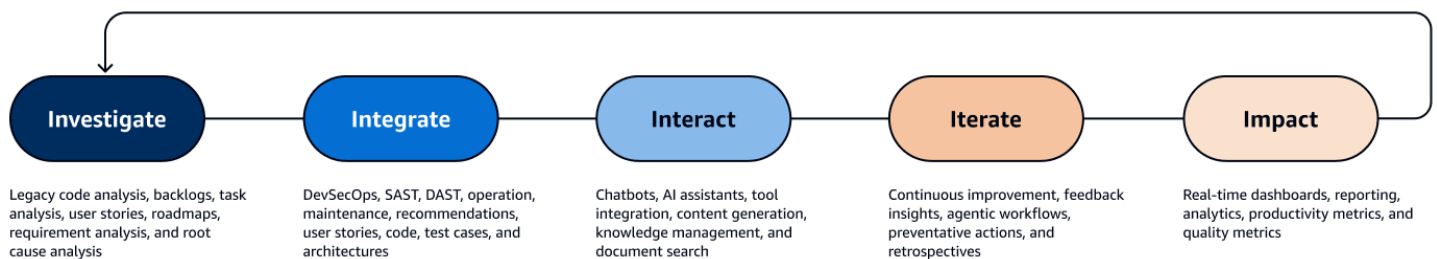 Investigate
Integrate
Interact
Iterate
Impact
Legacy code analysis, backlogs, task
analysis, user stories, roadmaps,
requirement analysis, and root
cause analysis
DevSecOps, SAST, DAST, operation,
maintenance, recommendations,
user stories, code, test cases, and
architectures
Chatbots, AI assistants, tool
integration, content generation,
knowledge management, and
document search
Continuous improvement, feedback
insights, agentic workflows,
preventative actions, and
retrospectives
Real-time dashboards, reporting,
analytics, productivity metrics, and
quality metrics